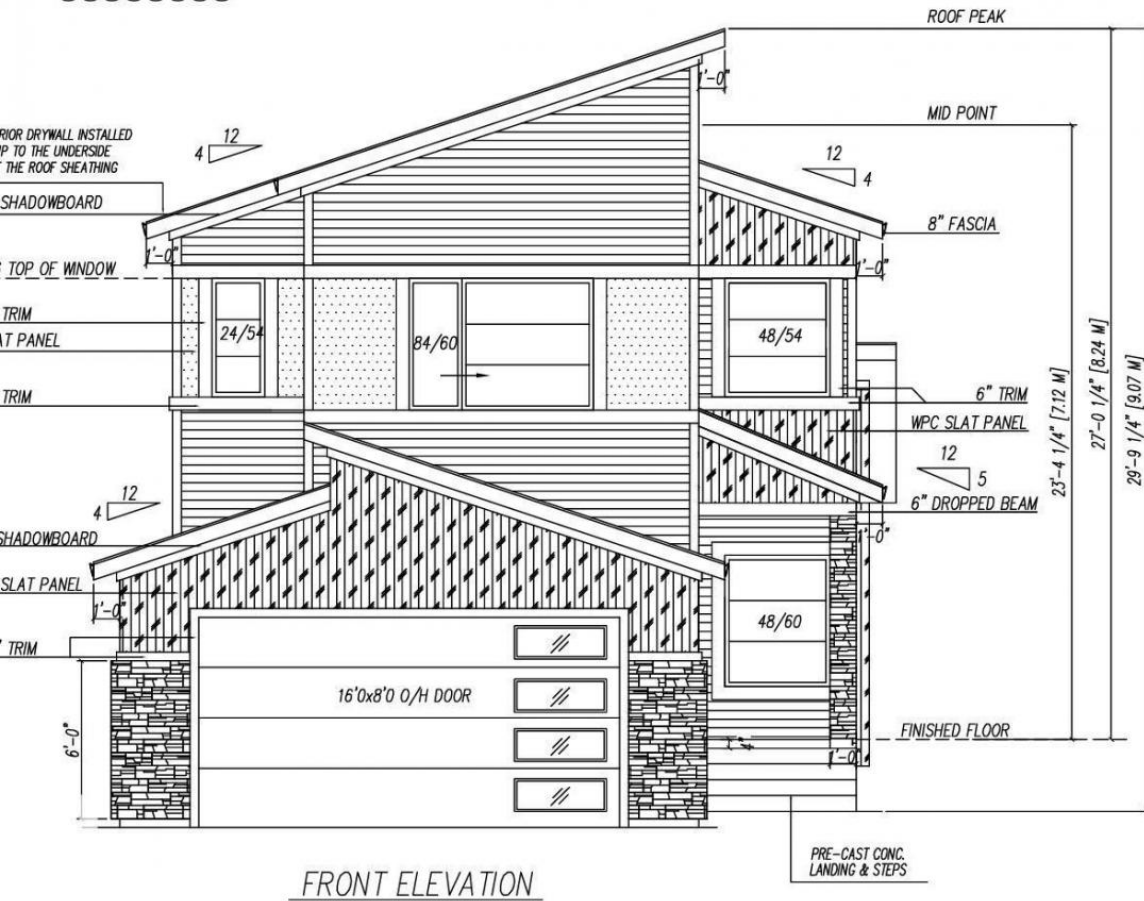 ROOF PEAK
1'-0"
MID POINT
RIOR DRYWALL INSTALLED
UP TO THE UNDERSIDE
THE ROOF SHEATHING
12
4
12
4
SHADOWBOARD
8" FASCIA
1'-0"
1'-0"
TOP OF WINDOW
TRIM
24/54
84/60
48/54
AT PANEL
TRIM
6" TRIM
WPC SLAT PANEL
23'-4 1/4" [7.12 M]
27'-0 1/4" [8.24 M]
29'-9 1/4" [9.07 M]
12
5
12
4
6" DROPPED BEAM
1'-0"
SHADOWBOARD
SLAT PANEL
1'-0"
48/60
TRIM
16'0x8'0 O/H DOOR
6'-0"
FINISHED FLOOR
4"
1'-0"
PRE-CAST CONC.
LANDING & STEPS
FRONT ELEVATION